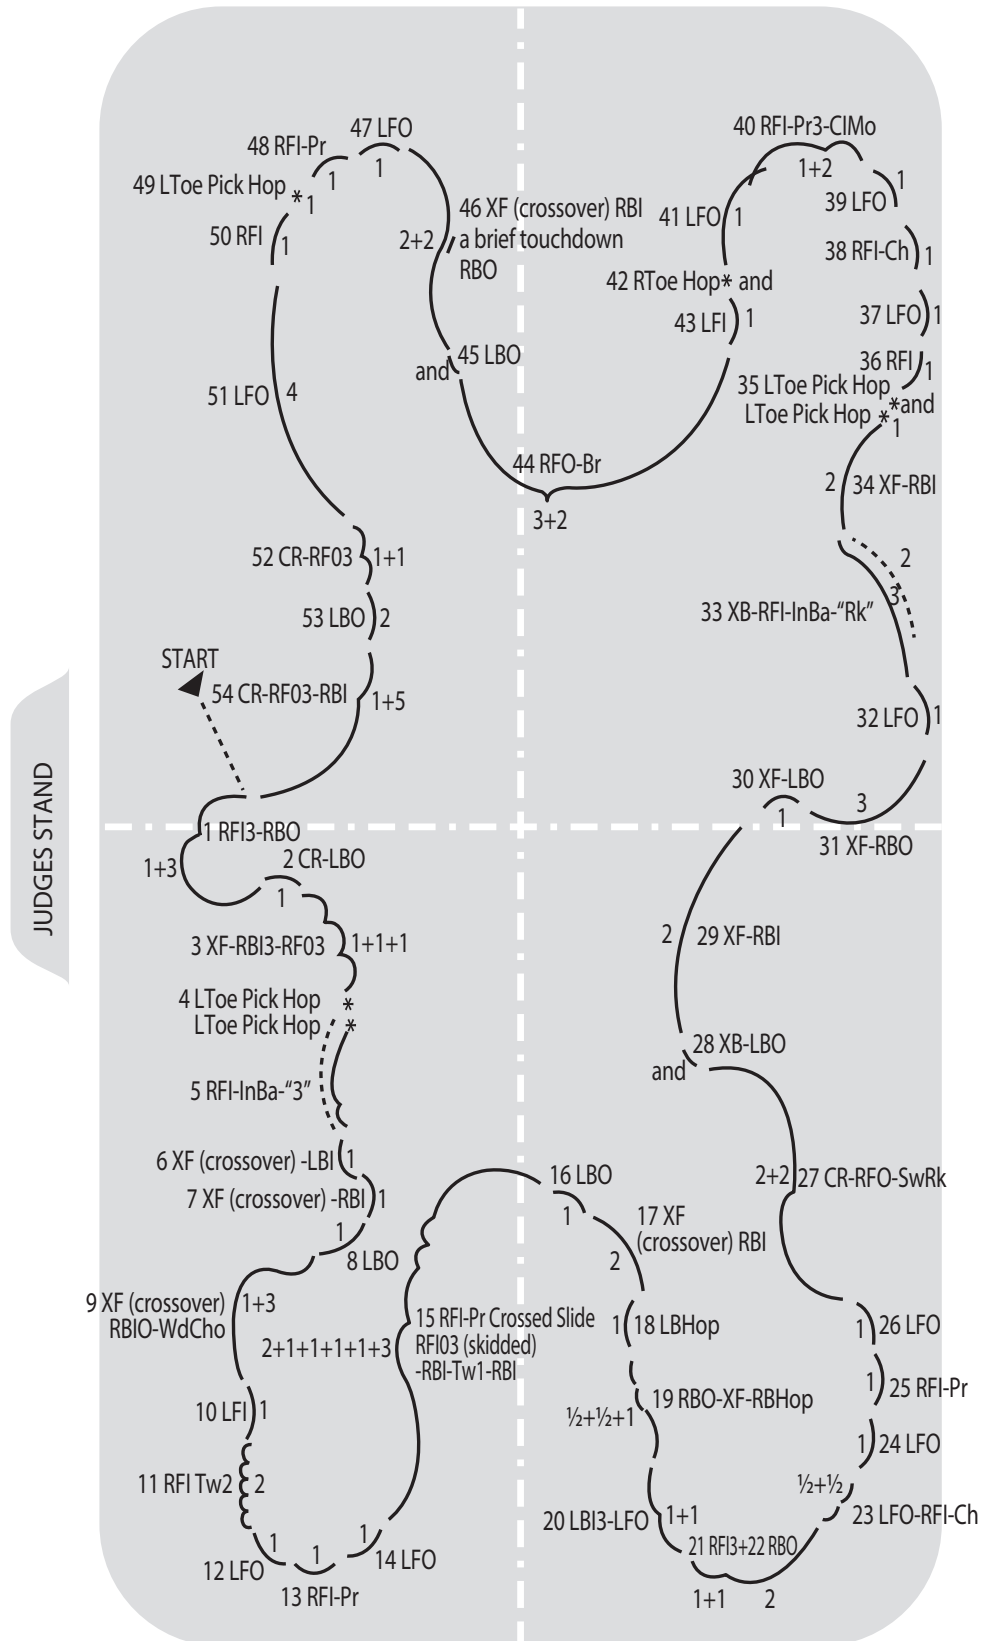 47 LFO
1
48 RFI-Pr
1
49 LToe Pick Hop *
1
50 RFI
1
46 XF (crossover) RBI
a brief touchdown
RBO
2+2
45 LBO
and
51 LFO
4
44 RFO-Br
3+2
40 RFI-Pr3-ClMo
1+2
39 LFO
1
41 LFO
1
38 RFI-Ch
1
42 RToe Hop* and
43 LFI
1
37 LFO
1
36 RFI
1
35 LToe Pick Hop
*and
LToe Pick Hop *
1
34 XF-RBI
2
2
3
33 XB-RFI-InBa-“Rk”
32 LFO
1
52 CR-RF03
1+1
53 LBO
2
START
54 CR-RF03-RBI
1+5
30 XF-LBO
1
3
31 XF-RBO
JUDGES STAND
1 RFI3-RBO
1+3
2 CR-LBO
1
3 XF-RBI3-RF03
1+1+1
4 LToe Pick Hop *
LToe Pick Hop *
5 RFI-InBa-“3”
6 XF (crossover) -LBI
1
7 XF (crossover) -RBI
1
1
8 LBO
9 XF (crossover)
RBIO-WdCho
1+3
10 LFI
1
11 RFI Tw2
2
12 LFO
1
1
13 RFI-Pr
1
14 LFO
15 RFI-Pr Crossed Slide
RFI03 (skidded)
-RBI-Tw1-RBI
2+1+1+1+1+3
16 LBO
1
17 XF
(crossover) RBI
2
1
18 LBHop
19 RBO-XF-RBHop
½+½+1
20 LBI3-LFO
1+1
21 RFI3+22 RBO
1+1
2
½+½
23 LFO-RFI-Ch
1
24 LFO
1
25 RFI-Pr
1
26 LFO
2+2
27 CR-RFO-SwRk
28 XB-LBO
and
2
29 XF-RBI